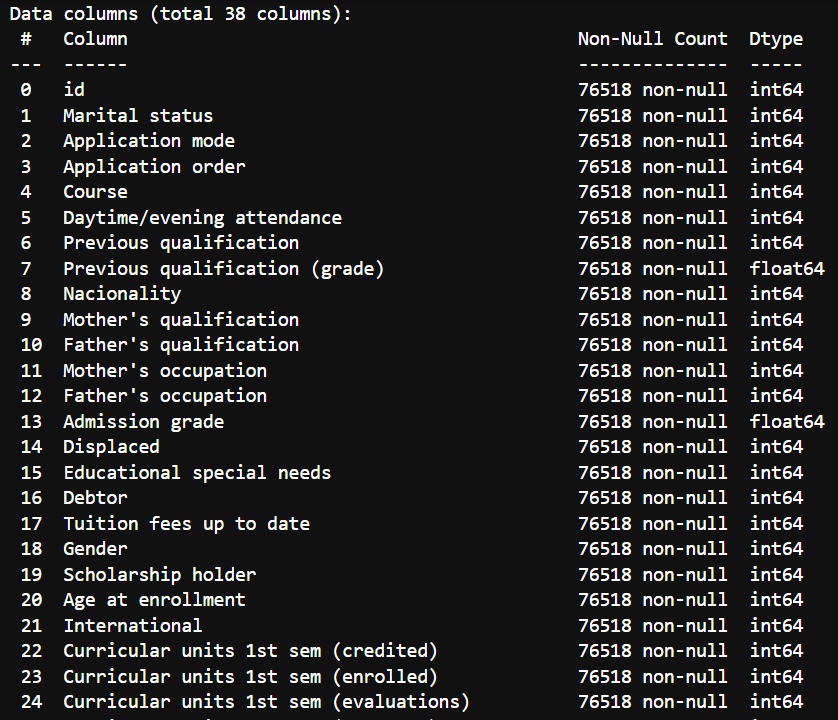 Data columns (total 38 columns):
 #   Column                                          Non-Null Count  Dtype
---  ------                                          --------------  -----
 0   id                                              76518 non-null  int64
 1   Marital status                                  76518 non-null  int64
 2   Application mode                                76518 non-null  int64
 3   Application order                               76518 non-null  int64
 4   Course                                          76518 non-null  int64
 5   Daytime/evening attendance                      76518 non-null  int64
 6   Previous qualification                          76518 non-null  int64
 7   Previous qualification (grade)                  76518 non-null  float64
 8   Nacionality                                     76518 non-null  int64
 9   Mother's qualification                          76518 non-null  int64
 10  Father's qualification                          76518 non-null  int64
 11  Mother's occupation                             76518 non-null  int64
 12  Father's occupation                             76518 non-null  int64
 13  Admission grade                                 76518 non-null  float64
 14  Displaced                                       76518 non-null  int64
 15  Educational special needs                       76518 non-null  int64
 16  Debtor                                          76518 non-null  int64
 17  Tuition fees up to date                         76518 non-null  int64
 18  Gender                                          76518 non-null  int64
 19  Scholarship holder                              76518 non-null  int64
 20  Age at enrollment                               76518 non-null  int64
 21  International                                   76518 non-null  int64
 22  Curricular units 1st sem (credited)             76518 non-null  int64
 23  Curricular units 1st sem (enrolled)             76518 non-null  int64
 24  Curricular units 1st sem (evaluations)          76518 non-null  int64